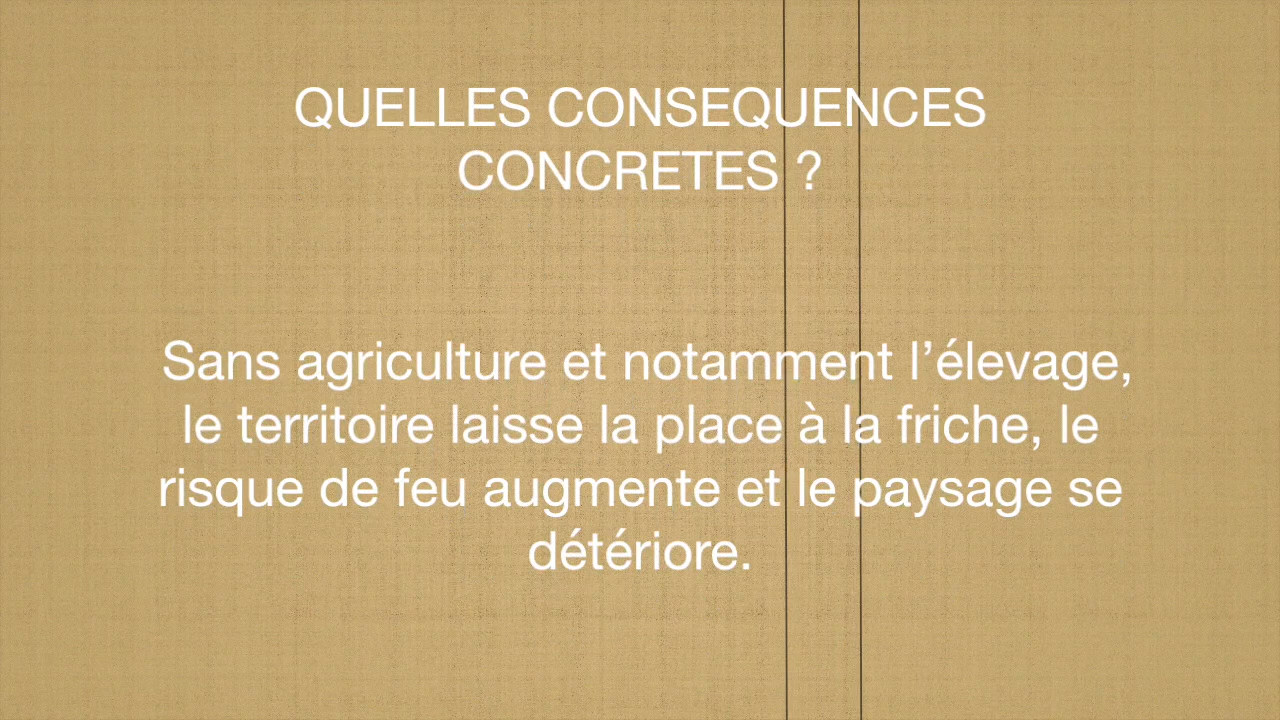 QUELLES CONSEQUENCES
CONCRETES ?
Sans agriculture et notamment l’élevage,
le territoire laisse la place à la friche, le
risque de feu augmente et le paysage se
détériore.